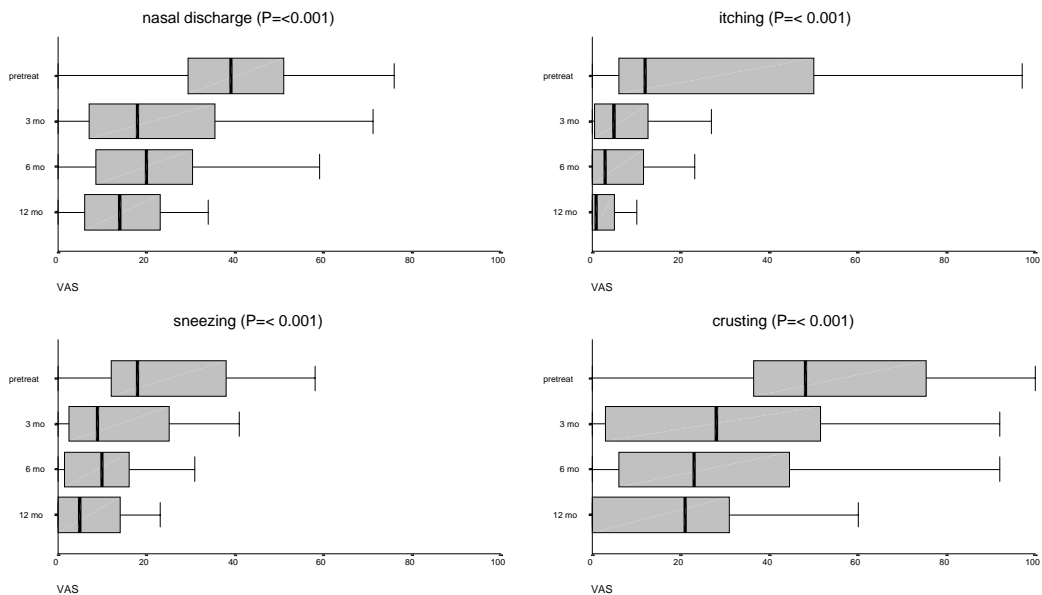 nasal discharge (P=<0.001)
pretreat
3 mo
6 mo
12 mo
0 20 40 60 80 100
VAS
itching (P=< 0.001)
pretreat
3 mo
6 mo
12 mo
0 20 40 60 80 100
VAS
sneezing (P=< 0.001)
pretreat
3 mo
6 mo
12 mo
0 20 40 60 80 100
VAS
crusting (P=< 0.001)
pretreat
3 mo
6 mo
12 mo
0 20 40 60 80 100
VAS